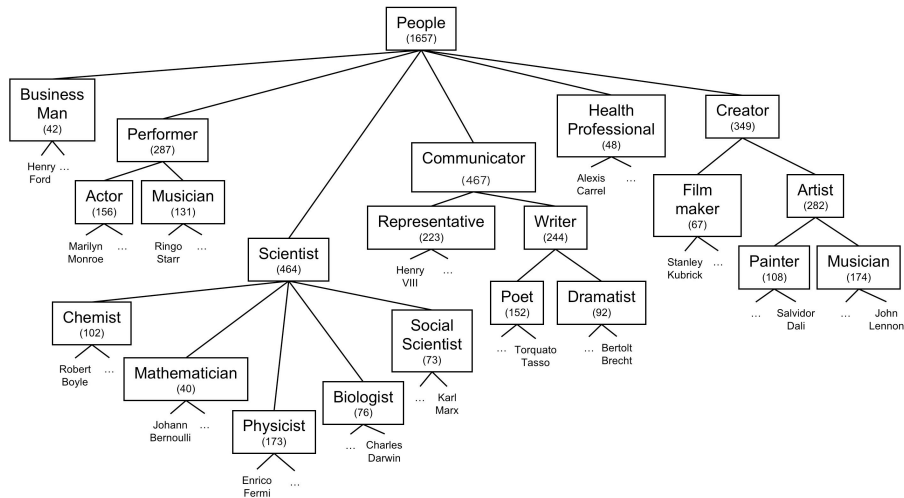 People
(1657)
Business
Man
(42)
Henry ...
Ford
Performer
(287)
Actor
(156)
Marilyn ...
Monroe
Musician
(131)
Ringo ...
Starr
Scientist
(464)
Chemist
(102)
Robert ...
Boyle
Mathematician
(40)
Johann ...
Bernoulli
Physicist
(173)
Enrico ...
Fermi
Biologist
(76)
... Charles
Darwin
Social
Scientist
(73)
... Karl
Marx
Communicator
(467)
Representative
(223)
Henry ...
VIII
Writer
(244)
Poet
(152)
... Torquato
Tasso
Dramatist
(92)
... Bertolt
Brecht
Health
Professional
(48)
Alexis ...
Carrel
Creator
(349)
Film
maker
(67)
Stanley ...
Kubrick
Artist
(282)
Painter
(108)
... Salvidor
Dali
Musician
(174)
... John
Lennon